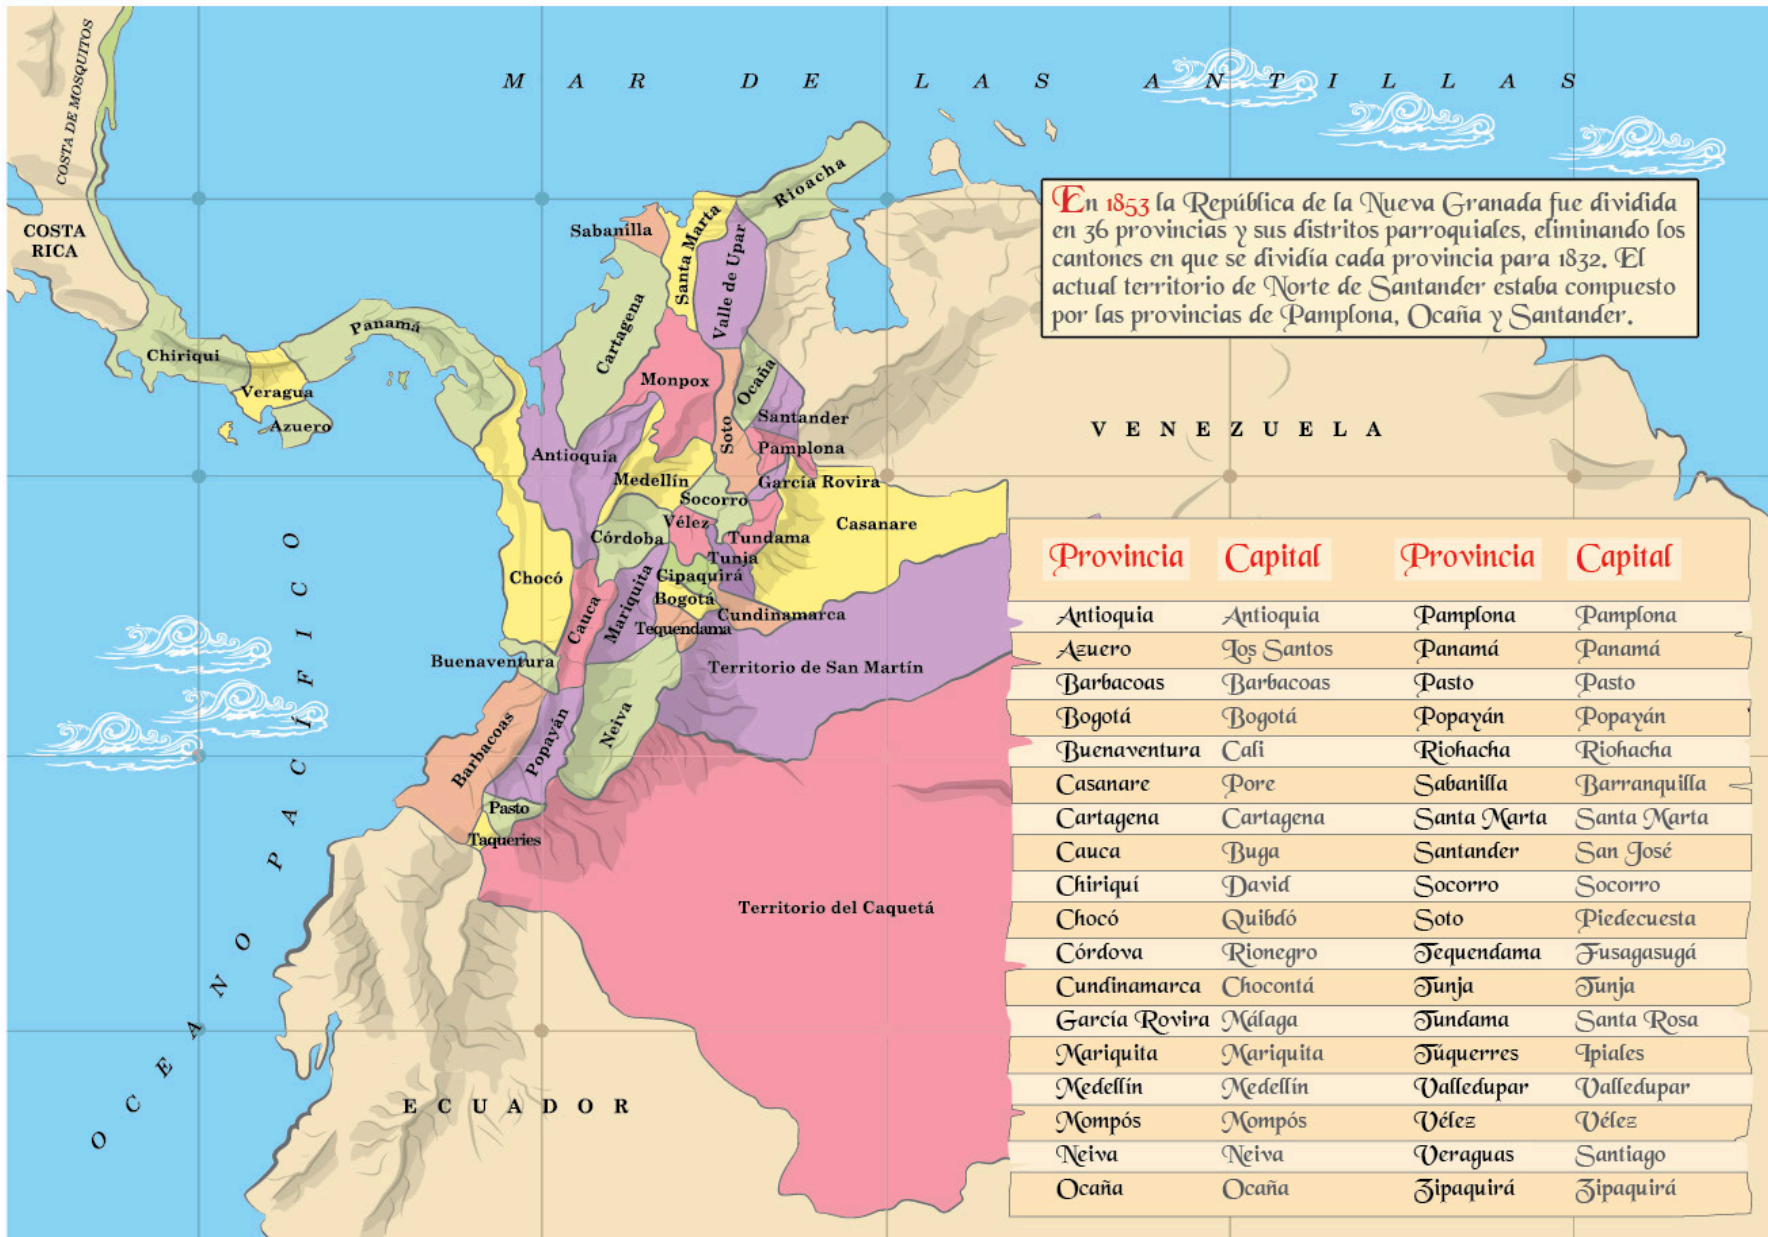 MAR DE LAS ANTILLAS
COSTA DE MOSQUITOS
COSTA
RICA
Rioacha
Sabanilla
Santa Marta
Valle de Upar
Cartagena
Panamá
Chiriqui
Veragua
Azuero
Monpox
Ocaña
Santander
Soto
Pamplona
Antioquia
Medellín
García Rovira
Socorro
Casanare
Vélez
Córdoba
Tundama
Tunja
Chocó
Cipaquirá
Bogotá
Cauca
Mariquita
Cundinamarca
Tequendama
Buenaventura
Territorio de San Martín
Neiva
Popayán
Barbacoas
Pasto
Taqueries
Territorio del Caquetá
VENEZUELA
ECUADOR
OCEANO PACÍFICO
En 1853 la República de la Nueva Granada fue dividida
en 36 provincias y sus distritos parroquiales, eliminando los
cantones en que se dividía cada provincia para 1832. El
actual territorio de Norte de Santander estaba compuesto
por las provincias de Pamplona, Ocaña y Santander.
Provincia Capital Provincia Capital
Antioquia Antioquia Pamplona Pamplona
Azuero Los Santos Panamá Panamá
Barbacoas Barbacoas Pasto Pasto
Bogotá Bogotá Popayán Popayán
Buenaventura Cali Riohacha Riohacha
Casanare Pore Sabanilla Barranquilla
Cartagena Cartagena Santa Marta Santa Marta
Cauca Buga Santander San José
Chiriquí David Socorro Socorro
Chocó Quibdó Soto Piedecuesta
Córdova Rionegro Tequendama Fusagasugá
Cundinamarca Chocontá Tunja Tunja
García Rovira Málaga Tundama Santa Rosa
Mariquita Mariquita Túquerres Ipiales
Medellín Medellín Valledupar Valledupar
Mompós Mompós Vélez Vélez
Neiva Neiva Veraguas Santiago
Ocaña Ocaña Zipaquirá Zipaquirá